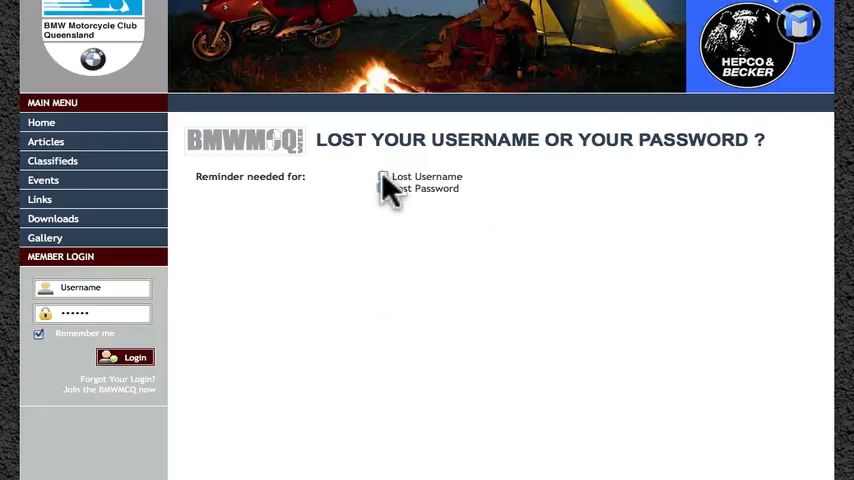 BMW Motorcycle Club
Queensland
HEPCO &
BECKER
MAIN MENU
Home
Articles
Classifieds
Events
Links
Downloads
Gallery
MEMBER LOGIN
Username
••••••
Remember me
Login
Forgot Your Login?
Join the BMWMCQ now
BMWMCQ WEB
LOST YOUR USERNAME OR YOUR PASSWORD ?
Reminder needed for:
Lost Username
Lost Password